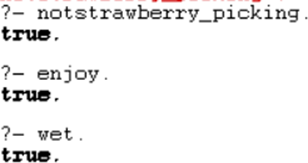 ?- notstrawberry_picking.
true.
?- enjoy.
true.
?- wet.
true.